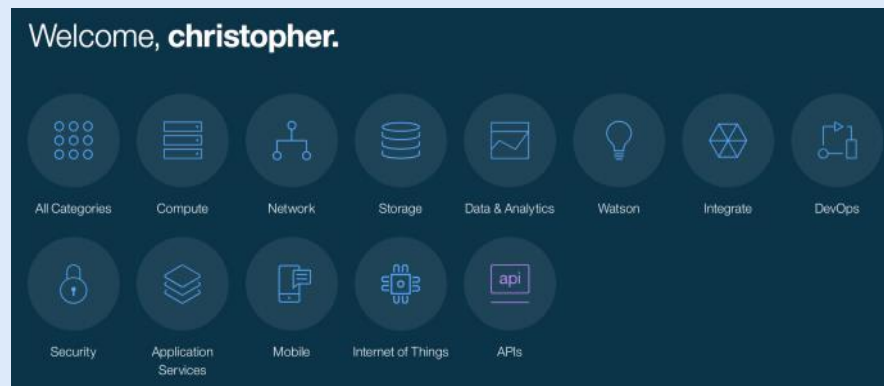 Welcome, christopher.
All Categories
Compute
Network
Storage
Data & Analytics
Watson
Integrate
DevOps
Security
Application
Services
Mobile
Internet of Things
api
APIs